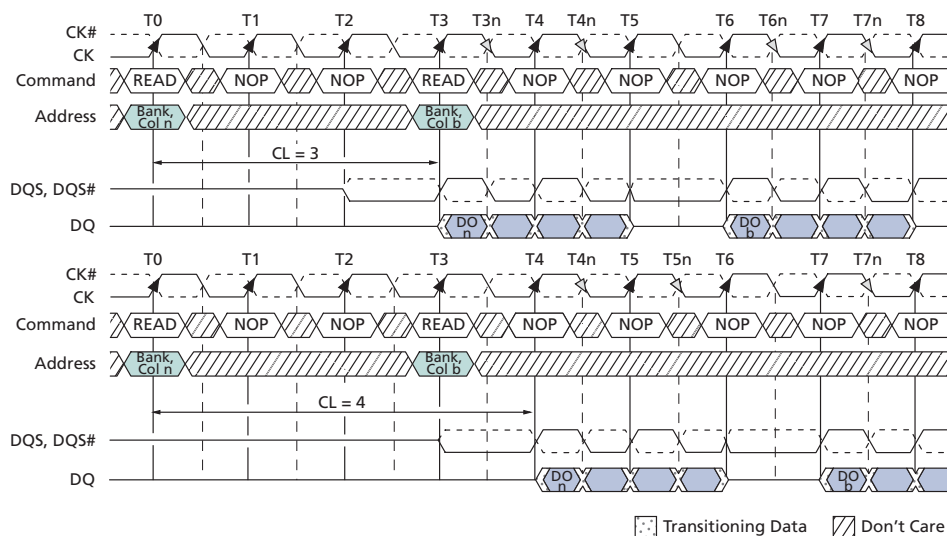 T0 T1 T2 T3 T3n T4 T4n T5 T6 T6n T7 T7n T8
CK#
CK
Command READ NOP NOP READ NOP NOP NOP NOP NOP
Address Bank, Col n Bank, Col b
CL = 3
DQS, DQS#
DQ DO n DO b
T0 T1 T2 T3 T4 T4n T5 T5n T6 T7 T7n T8
CK#
CK
Command READ NOP NOP READ NOP NOP NOP NOP NOP
Address Bank, Col n Bank, Col b
CL = 4
DQS, DQS#
DQ DO n DO b
Transitioning Data Don't Care